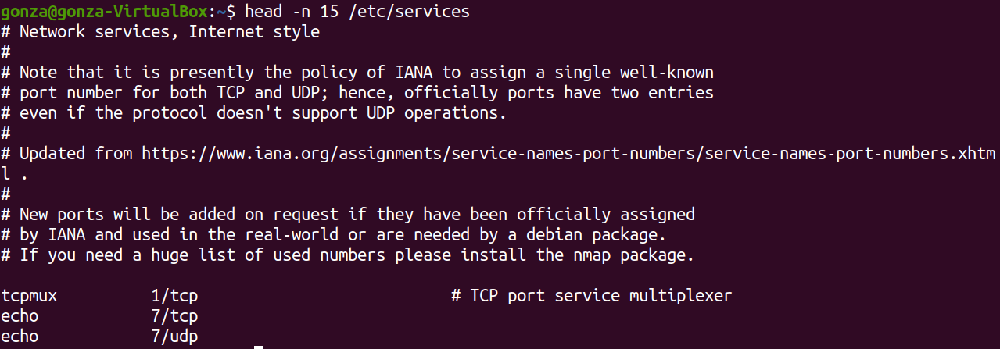 gonza@gonza-VirtualBox:~$ head -n 15 /etc/services
# Network services, Internet style
#
# Note that it is presently the policy of IANA to assign a single well-known
# port number for both TCP and UDP; hence, officially ports have two entries
# even if the protocol doesn't support UDP operations.
#
# Updated from https://www.iana.org/assignments/service-names-port-numbers/service-names-port-numbers.xhtm
l .
#
# New ports will be added on request if they have been officially assigned
# by IANA and used in the real-world or are needed by a debian package.
# If you need a huge list of used numbers please install the nmap package.

tcpmux          1/tcp                           # TCP port service multiplexer
echo            7/tcp
echo            7/udp